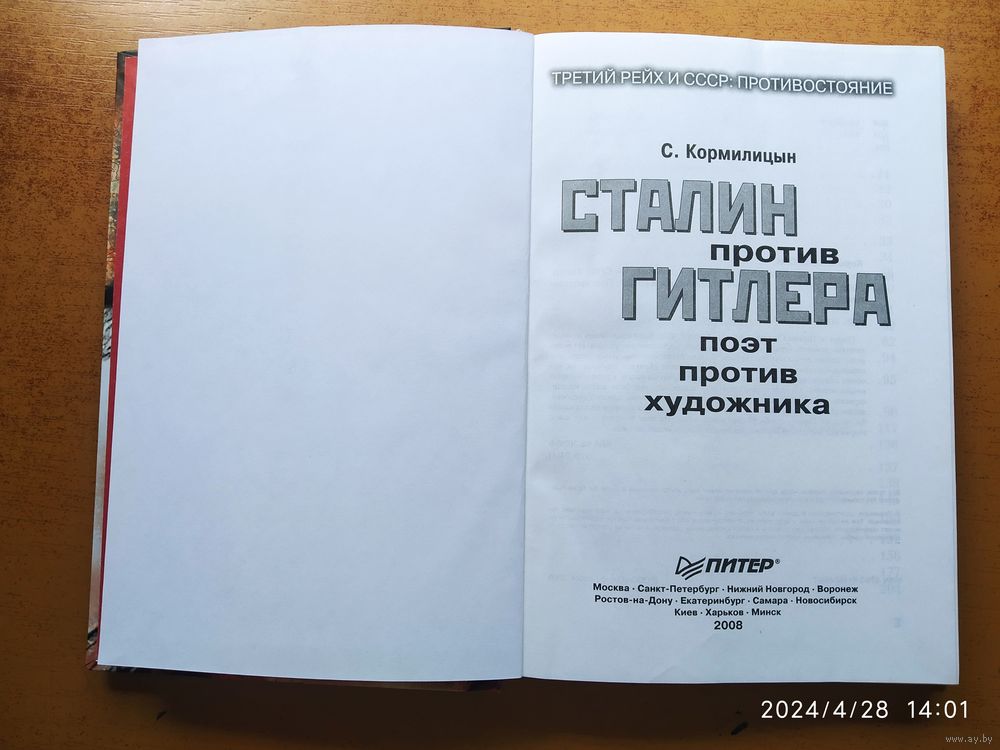 ТРЕТИЙ РЕЙХ И СССР: ПРОТИВОСТОЯНИЕ
С. Кормилицын
СТАЛИН
против
ГИТЛЕРА
поэт
против
художника
ПИТЕР®
Москва · Санкт-Петербург · Нижний Новгород · Воронеж
Ростов-на-Дону · Екатеринбург · Самара · Новосибирск
Киев · Харьков · Минск
2008
2024/4/28 14:01
www.ay.by